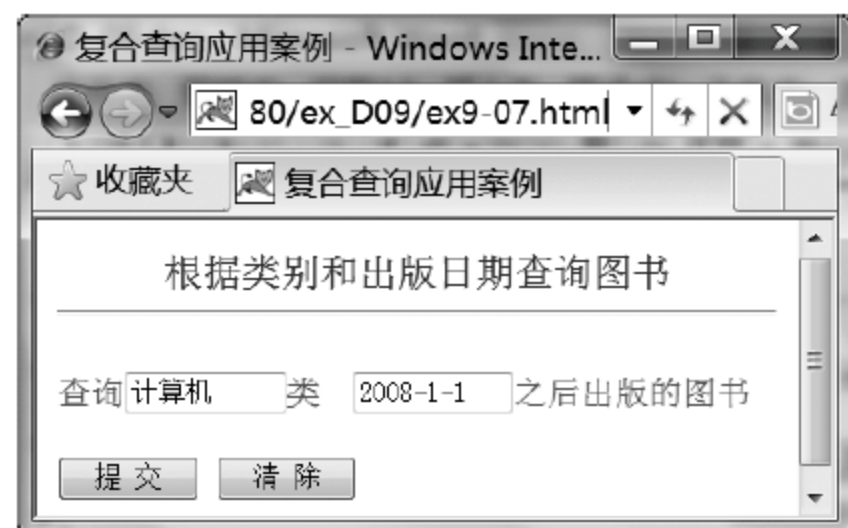 复合查询应用案例 - Windows Inte...
80/ex_D09/ex9-07.html
收藏夹 复合查询应用案例
根据类别和出版日期查询图书
查询 计算机 类 2008-1-1 之后出版的图书
提 交 清 除